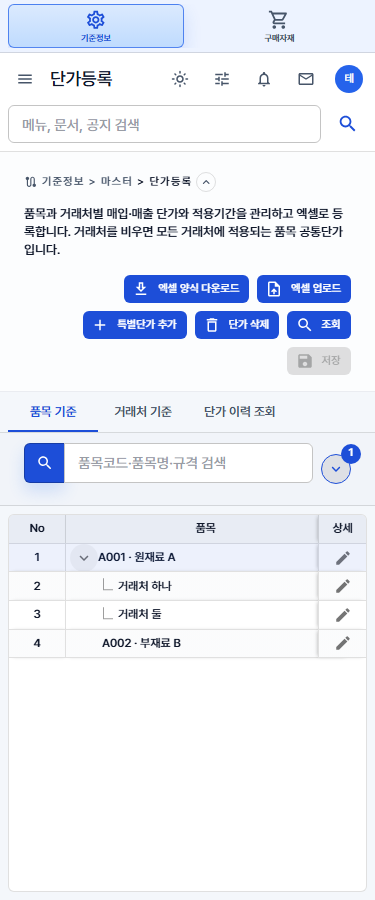 기준정보
구매자재
단가등록
테
메뉴, 문서, 공지 검색
기준정보 > 마스터 > 단가등록
품목과 거래처별 매입·매출 단가와 적용기간을 관리하고 엑셀로 등
록합니다. 거래처를 비우면 모든 거래처에 적용되는 품목 공통단가
입니다.
엑셀 양식 다운로드
엑셀 업로드
특별단가 추가
단가 삭제
조회
저장
품목 기준
거래처 기준
단가 이력 조회
품목코드·품목명·규격 검색
1
No 품목 상세
1 A001 · 원재료 A
2 거래처 하나
3 거래처 둘
4 A002 · 부재료 B